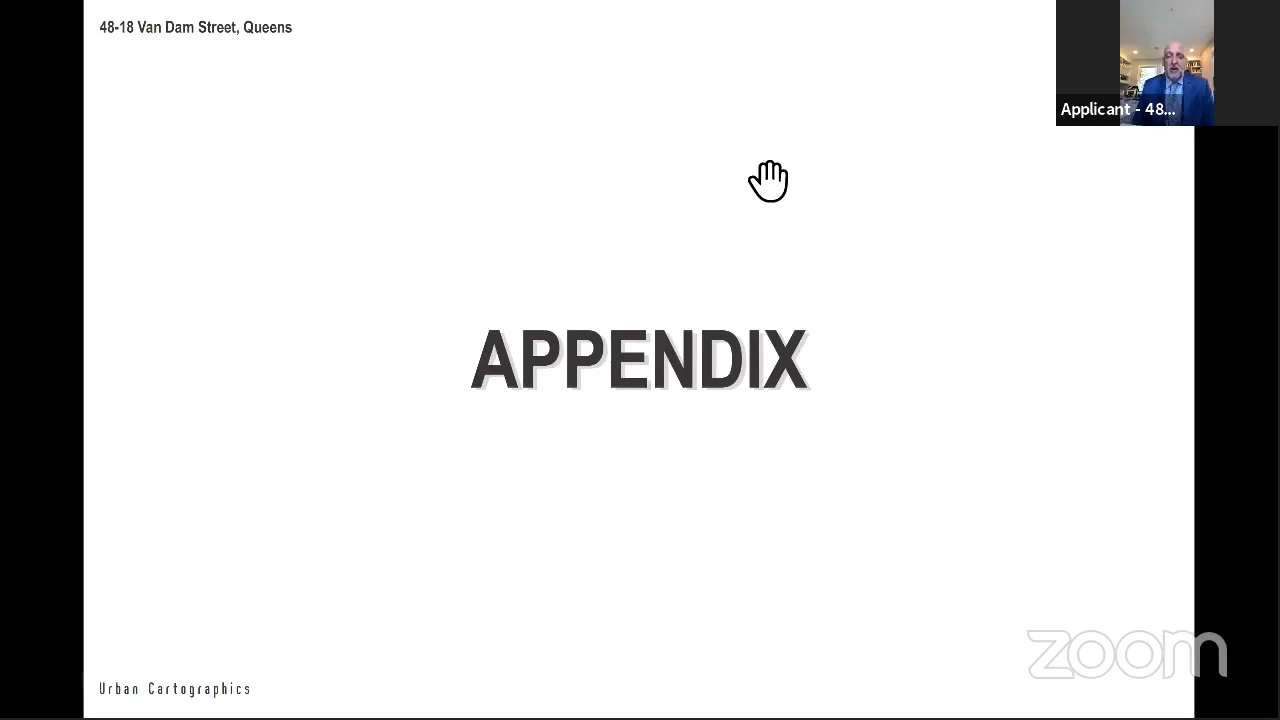 48-18 Van Dam Street, Queens
Applicant - 48...
APPENDIX
zoom
Urban Cartographics